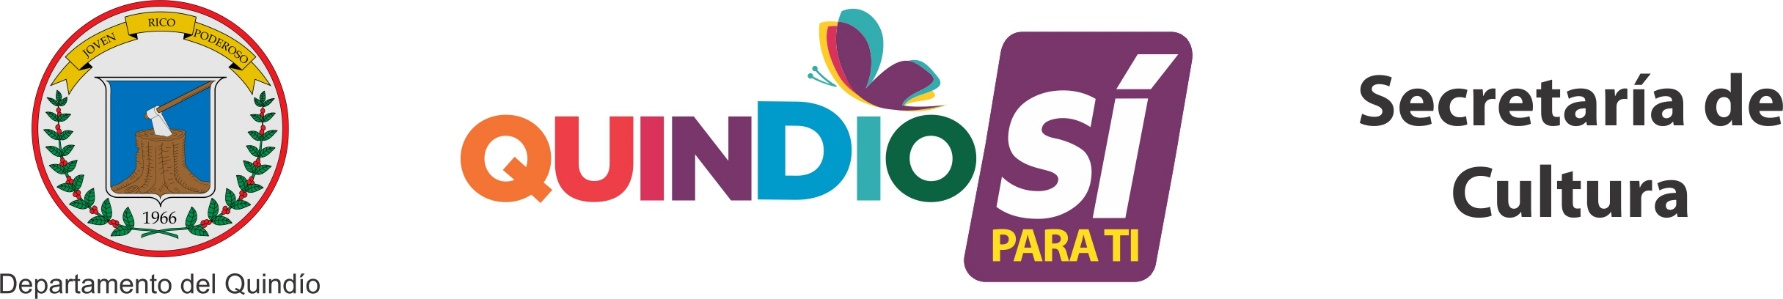 JOVEN RICO PODEROSO
1966
Departamento del Quindío
QUINDIO SÍ
PARA TI
Secretaría de
Cultura